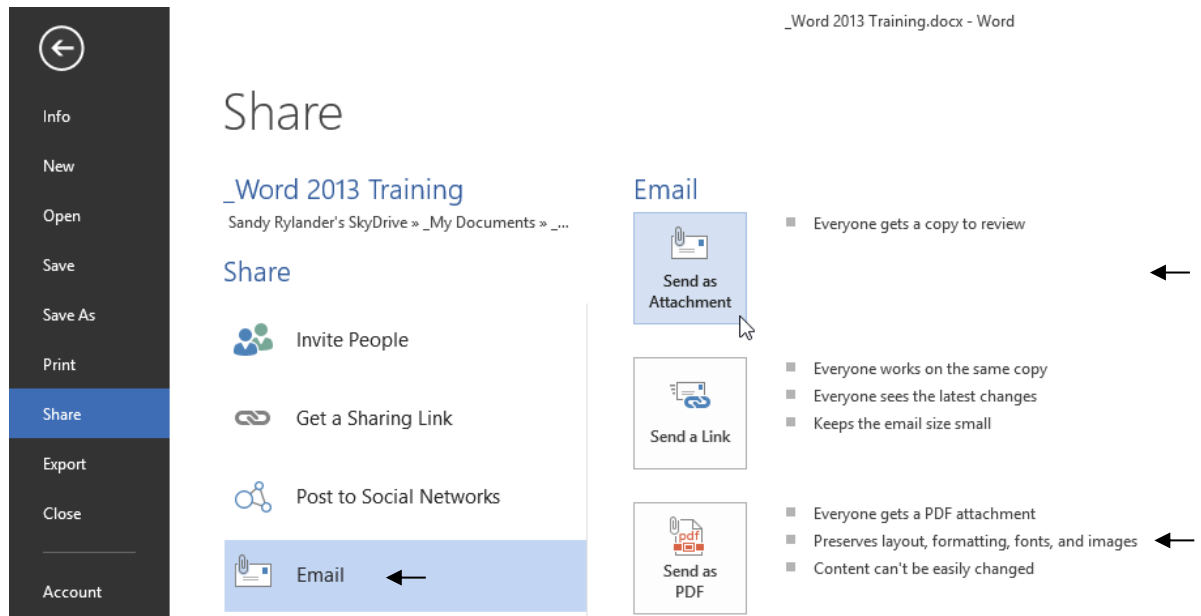 _Word 2013 Training.docx - Word
Info
New
Open
Save
Save As
Print
Share
Export
Close
Account
Share
_Word 2013 Training
Sandy Rylander's SkyDrive » _My Documents » _...
Share
Invite People
Get a Sharing Link
Post to Social Networks
Email
Email
Send as
Attachment
Everyone gets a copy to review
Send a Link
Everyone works on the same copy
Everyone sees the latest changes
Keeps the email size small
pdf
Send as
PDF
Everyone gets a PDF attachment
Preserves layout, formatting, fonts, and images
Content can't be easily changed